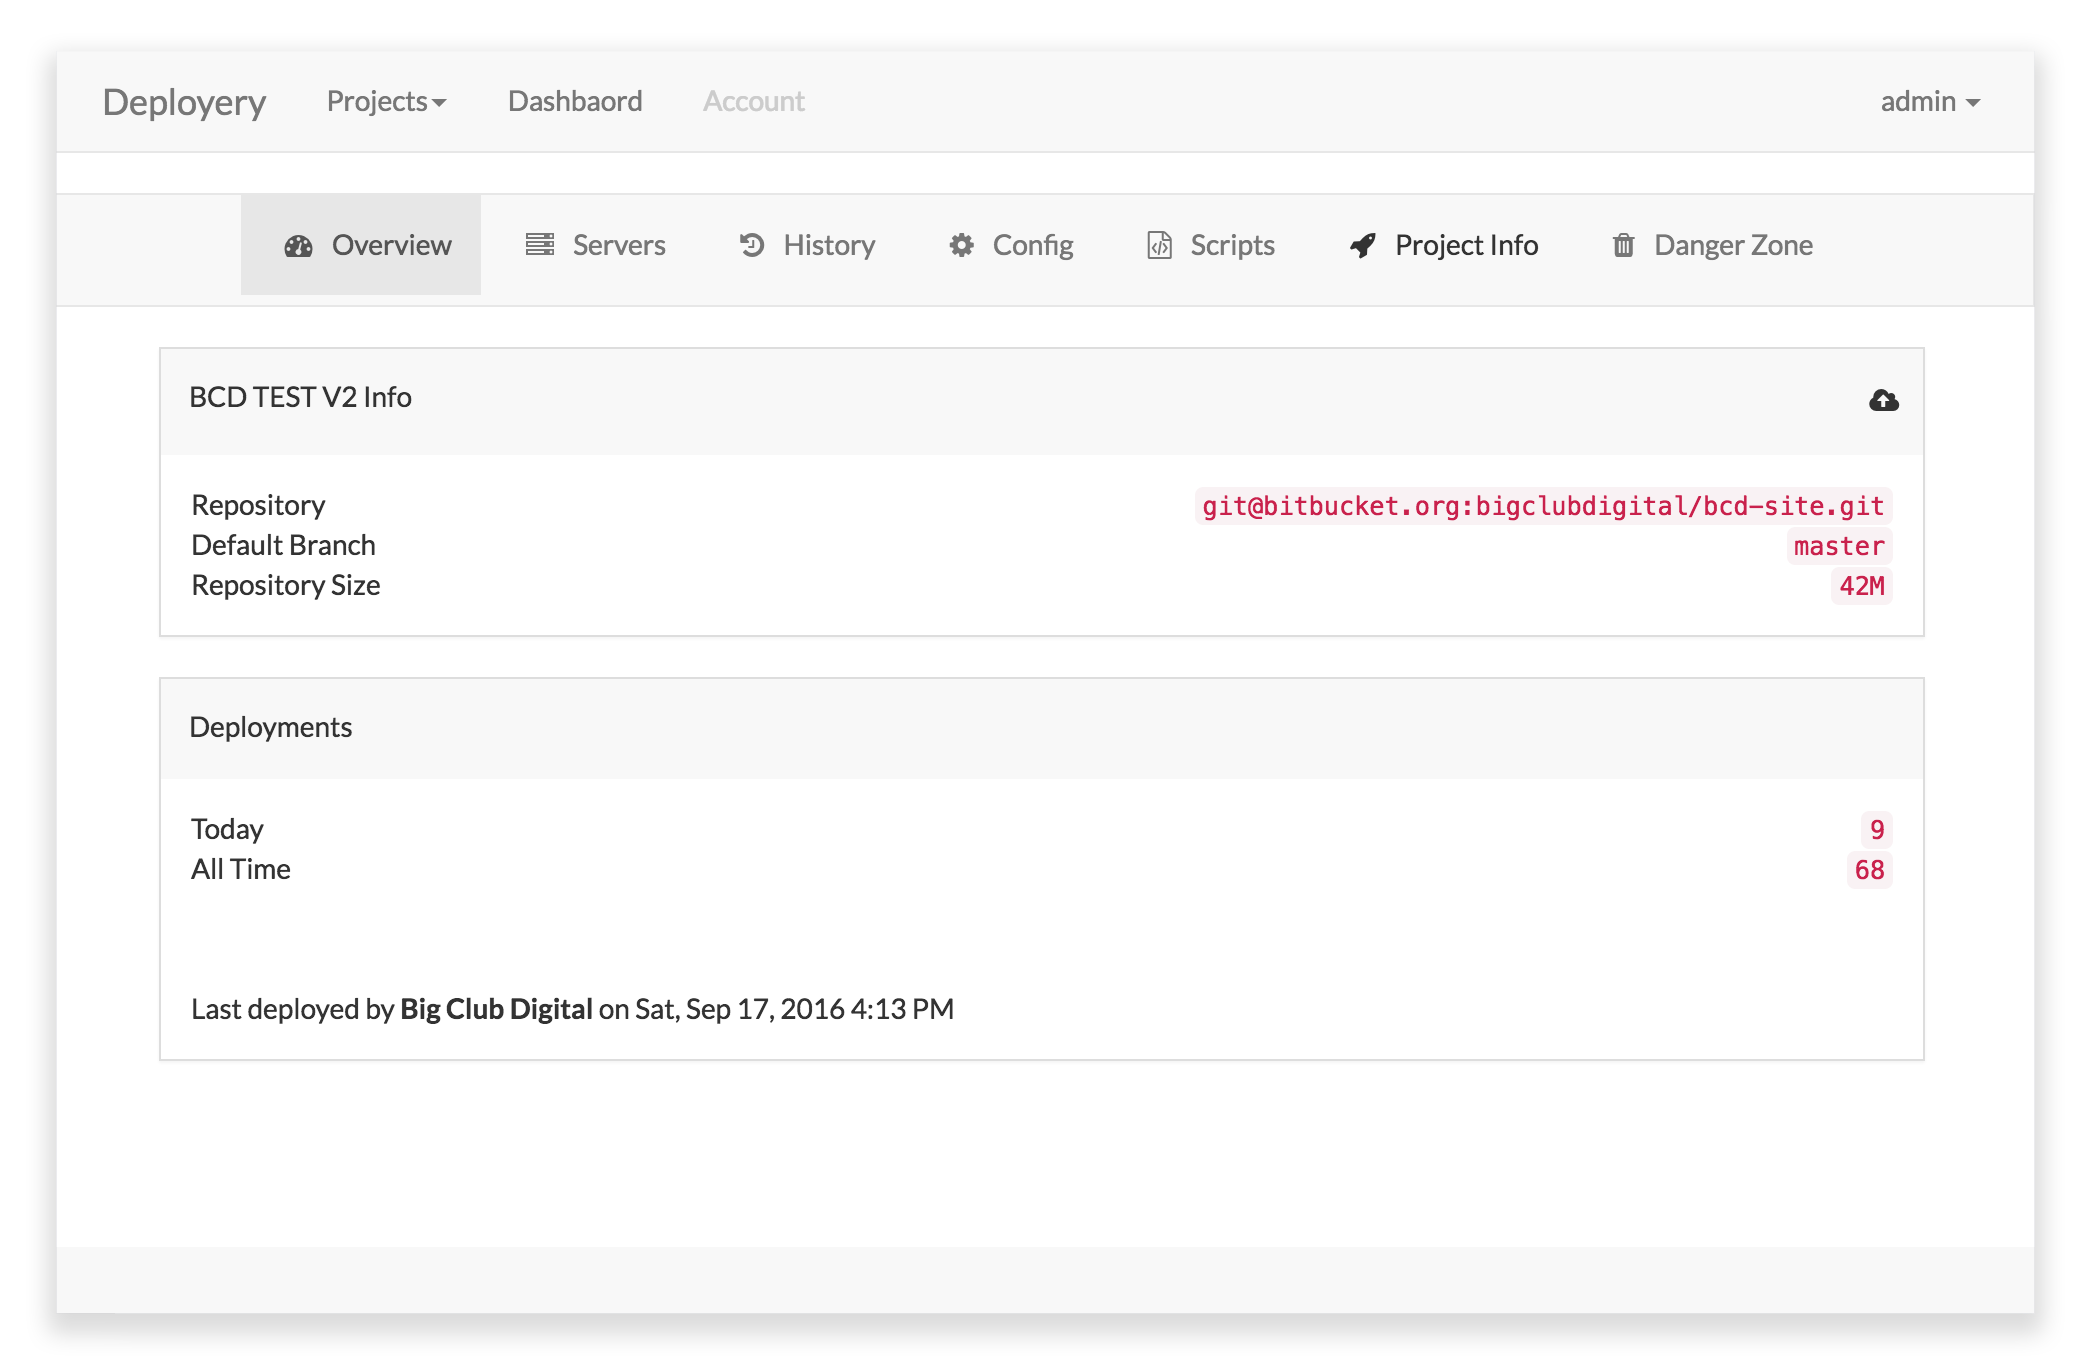 Deployery Projects Dashbaord Account admin
Overview Servers History Config Scripts Project Info Danger Zone
BCD TEST V2 Info
Repository git@bitbucket.org:bigclubdigital/bcd-site.git
Default Branch master
Repository Size 42M
Deployments
Today 9
All Time 68
Last deployed by Big Club Digital on Sat, Sep 17, 2016 4:13 PM